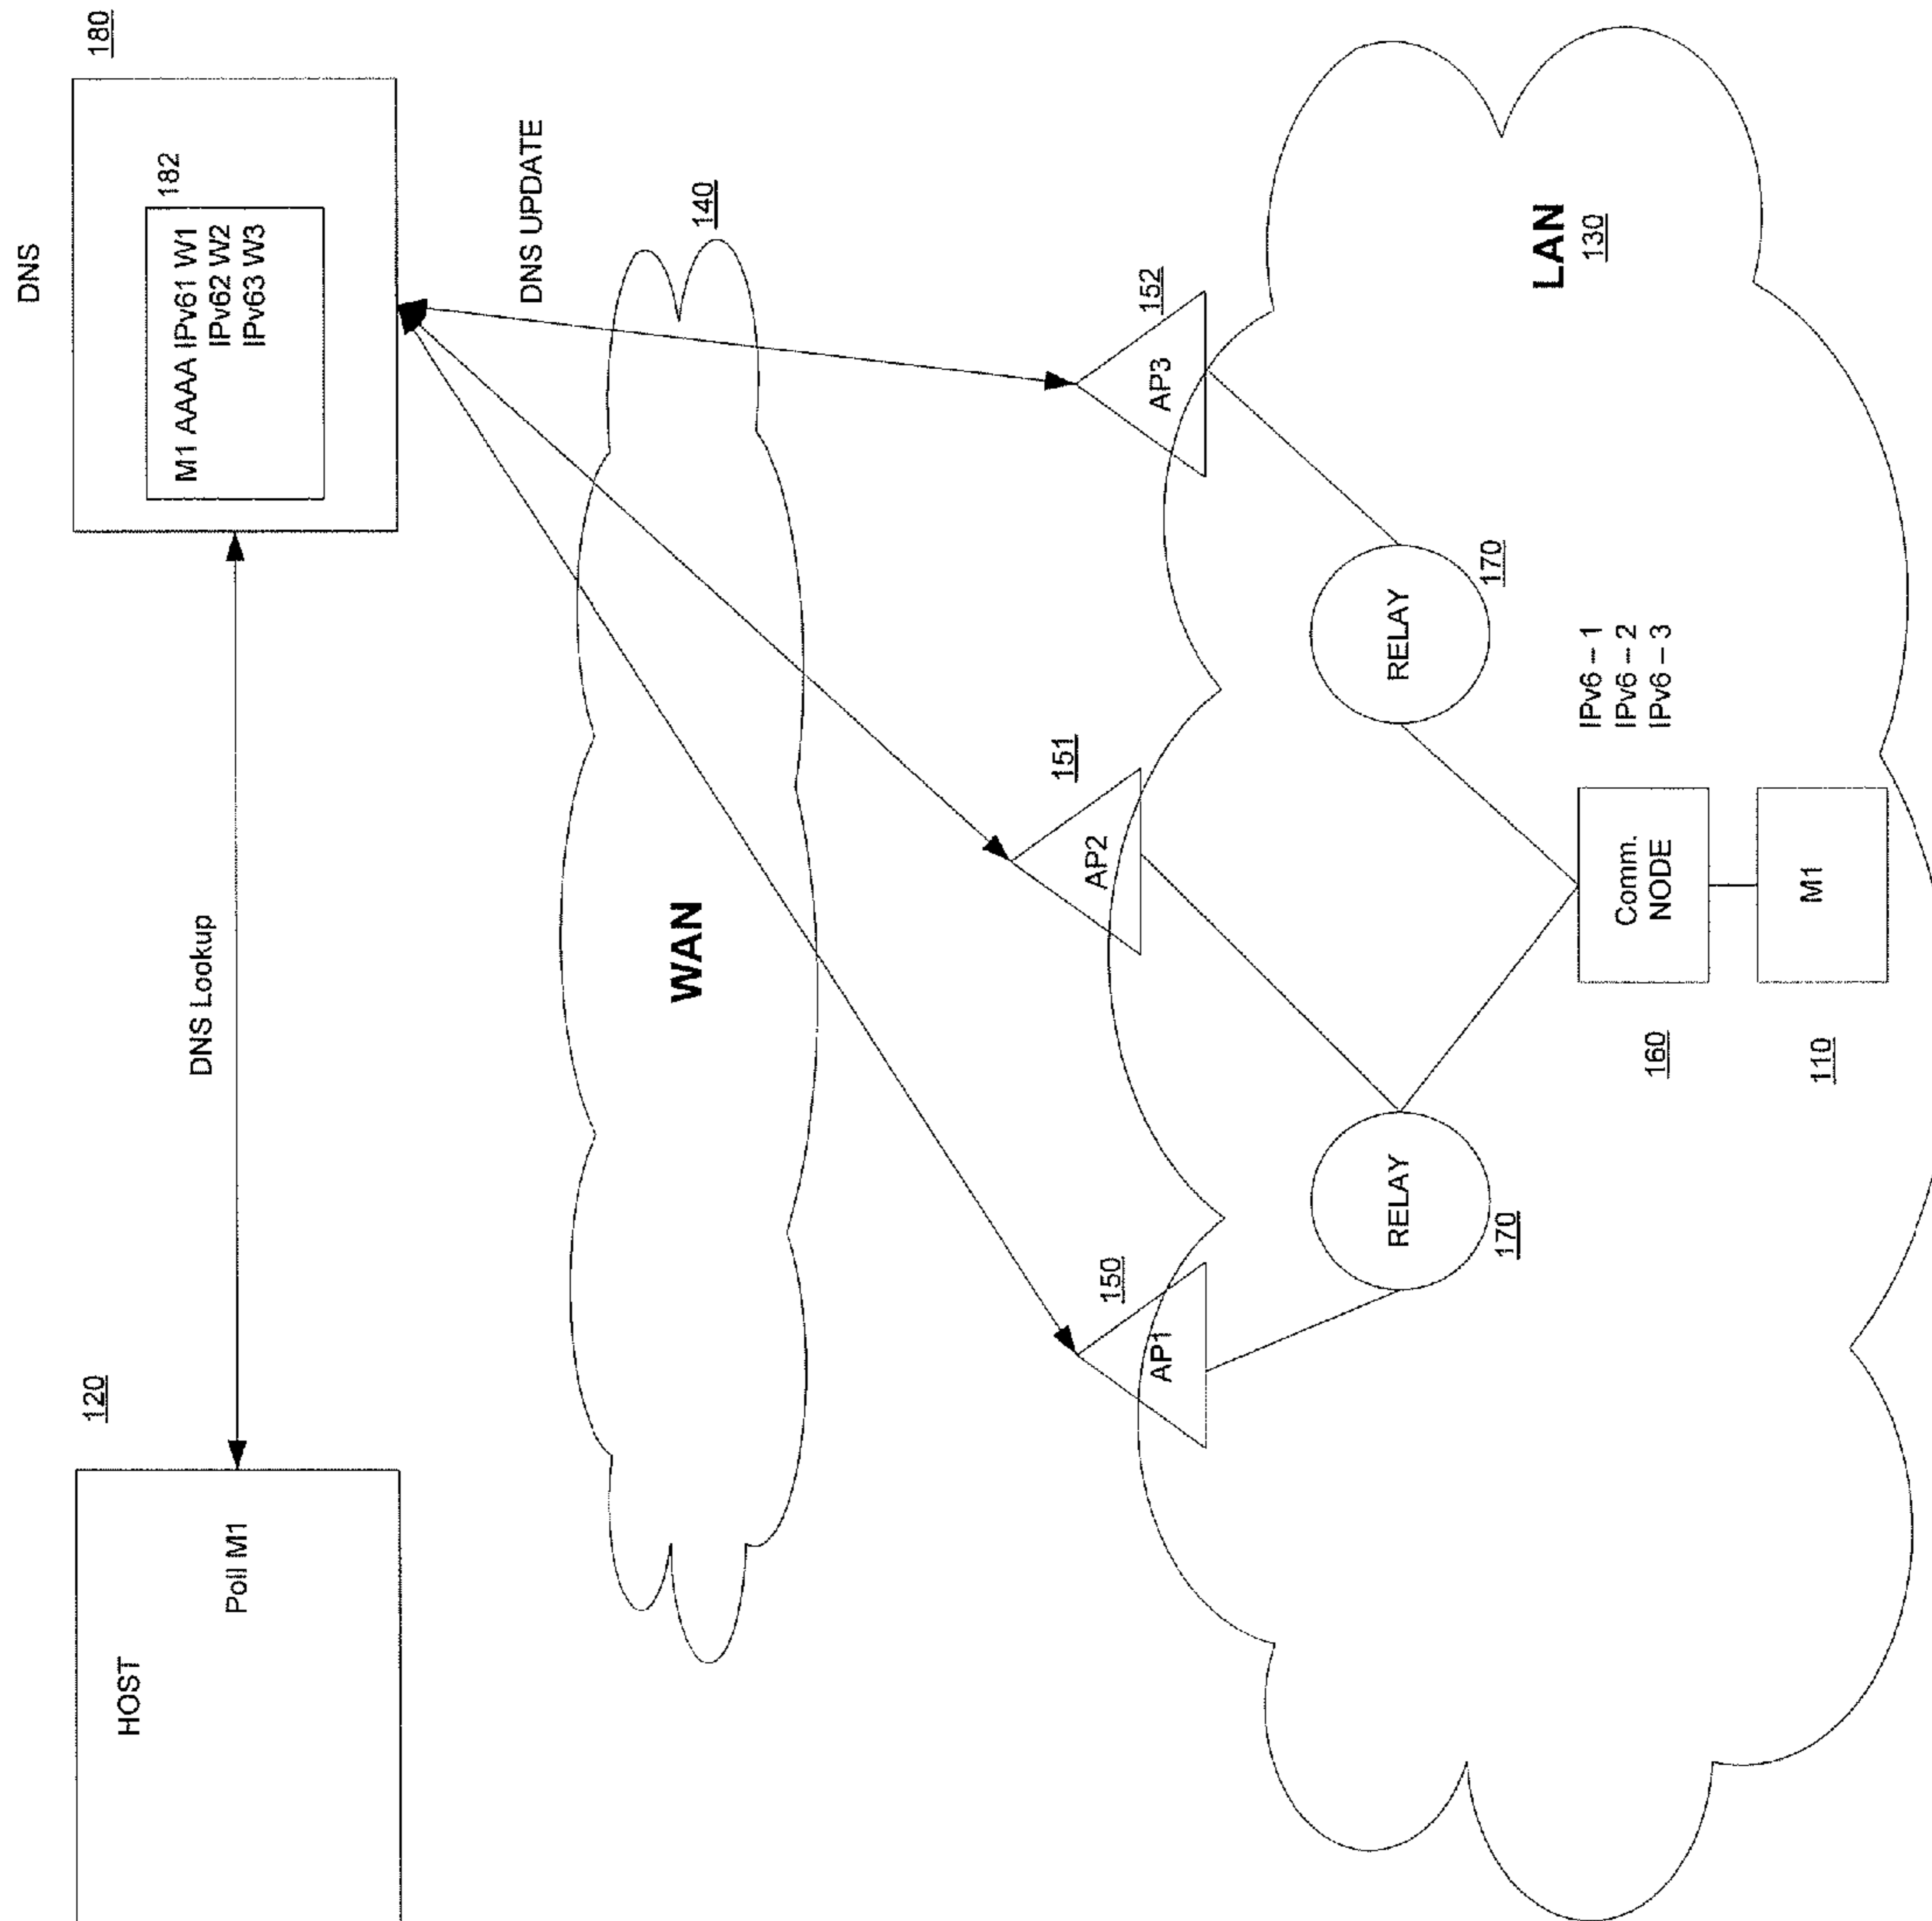 HOST
120
Poll M1
DNS Lookup
DNS
180
182
M1 AAAA IPv61 W1
IPv62 W2
IPv63 W3
DNS UPDATE
WAN
140
150
AP1
151
AP2
152
AP3
LAN
130
RELAY
170
RELAY
170
IPv6 – 1
IPv6 – 2
IPv6 – 3
160
Comm.
NODE
110
M1